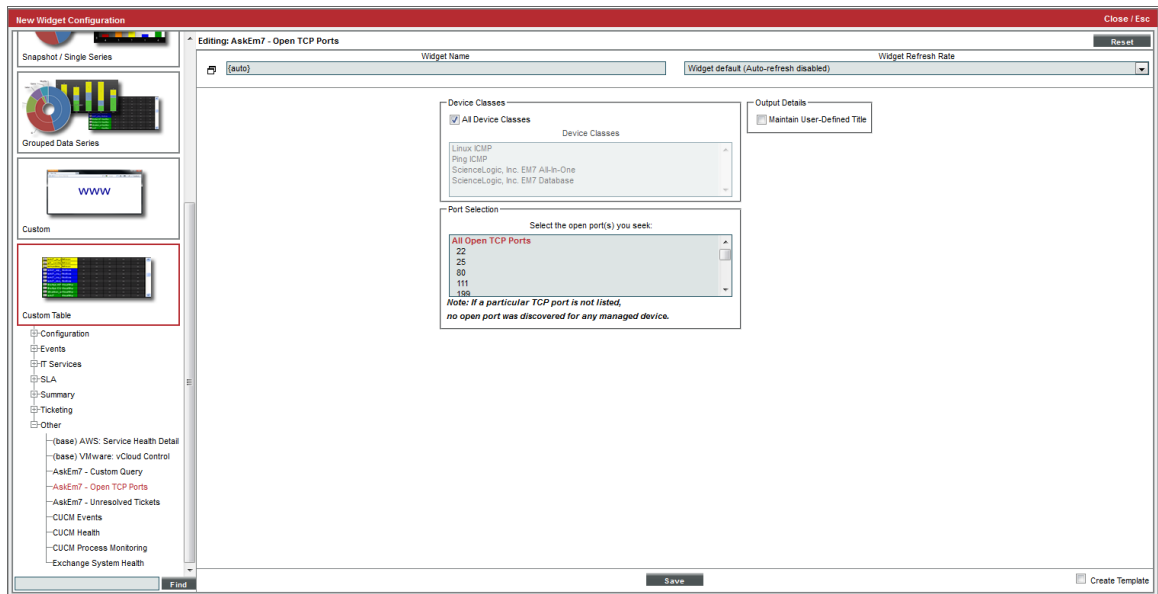 New Widget Configuration
Close / Esc
Snapshot / Single Series
Grouped Data Series
www
Custom
Custom Table
Configuration
Events
IT Services
SLA
Summary
Ticketing
Other
(base) AWS: Service Health Detail
(base) VMware: vCloud Control
AskEm7 - Custom Query
AskEm7 - Open TCP Ports
AskEm7 - Unresolved Tickets
CUCM Events
CUCM Health
CUCM Process Monitoring
Exchange System Health
Find
Editing: AskEm7 - Open TCP Ports
Reset
Widget Name
Widget Refresh Rate
{auto}
Widget default (Auto-refresh disabled)
Device Classes
All Device Classes
Device Classes
Linux ICMP
Ping ICMP
ScienceLogic, Inc. EM7 All-In-One
ScienceLogic, Inc. EM7 Database
Output Details
Maintain User-Defined Title
Port Selection
Select the open port(s) you seek:
All Open TCP Ports
22
25
80
111
199
Note: If a particular TCP port is not listed,
no open port was discovered for any managed device.
Save
Create Template